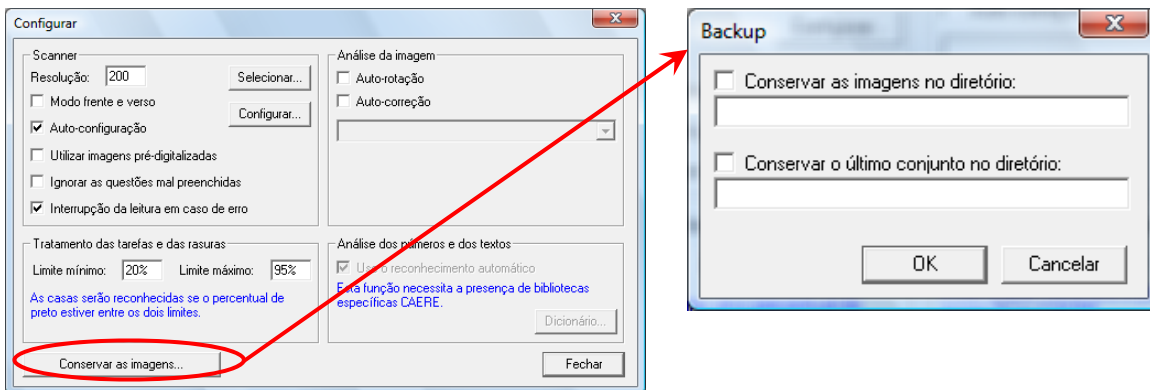 Configurar
Scanner
Resolução: 200 Selecionar...
Modo frente e verso
Configurar...
Auto-configuração
Utilizar imagens pré-digitalizadas
Ignorar as questões mal preenchidas
Interrupção da leitura em caso de erro
Análise da imagem
Auto-rotação
Auto-correção
Tratamento das tarefas e das rasuras
Limite mínimo: 20% Limite máximo: 95%
As casas serão reconhecidas se o percentual de
preto estiver entre os dois limites.
Análise dos números e dos textos
Use o reconhecimento automático
Esta função necessita a presença de bibliotecas
específicas CAERE.
Dicionário...
Conservar as imagens...
Fechar
Backup
Conservar as imagens no diretório:
Conservar o último conjunto no diretório:
OK Cancelar